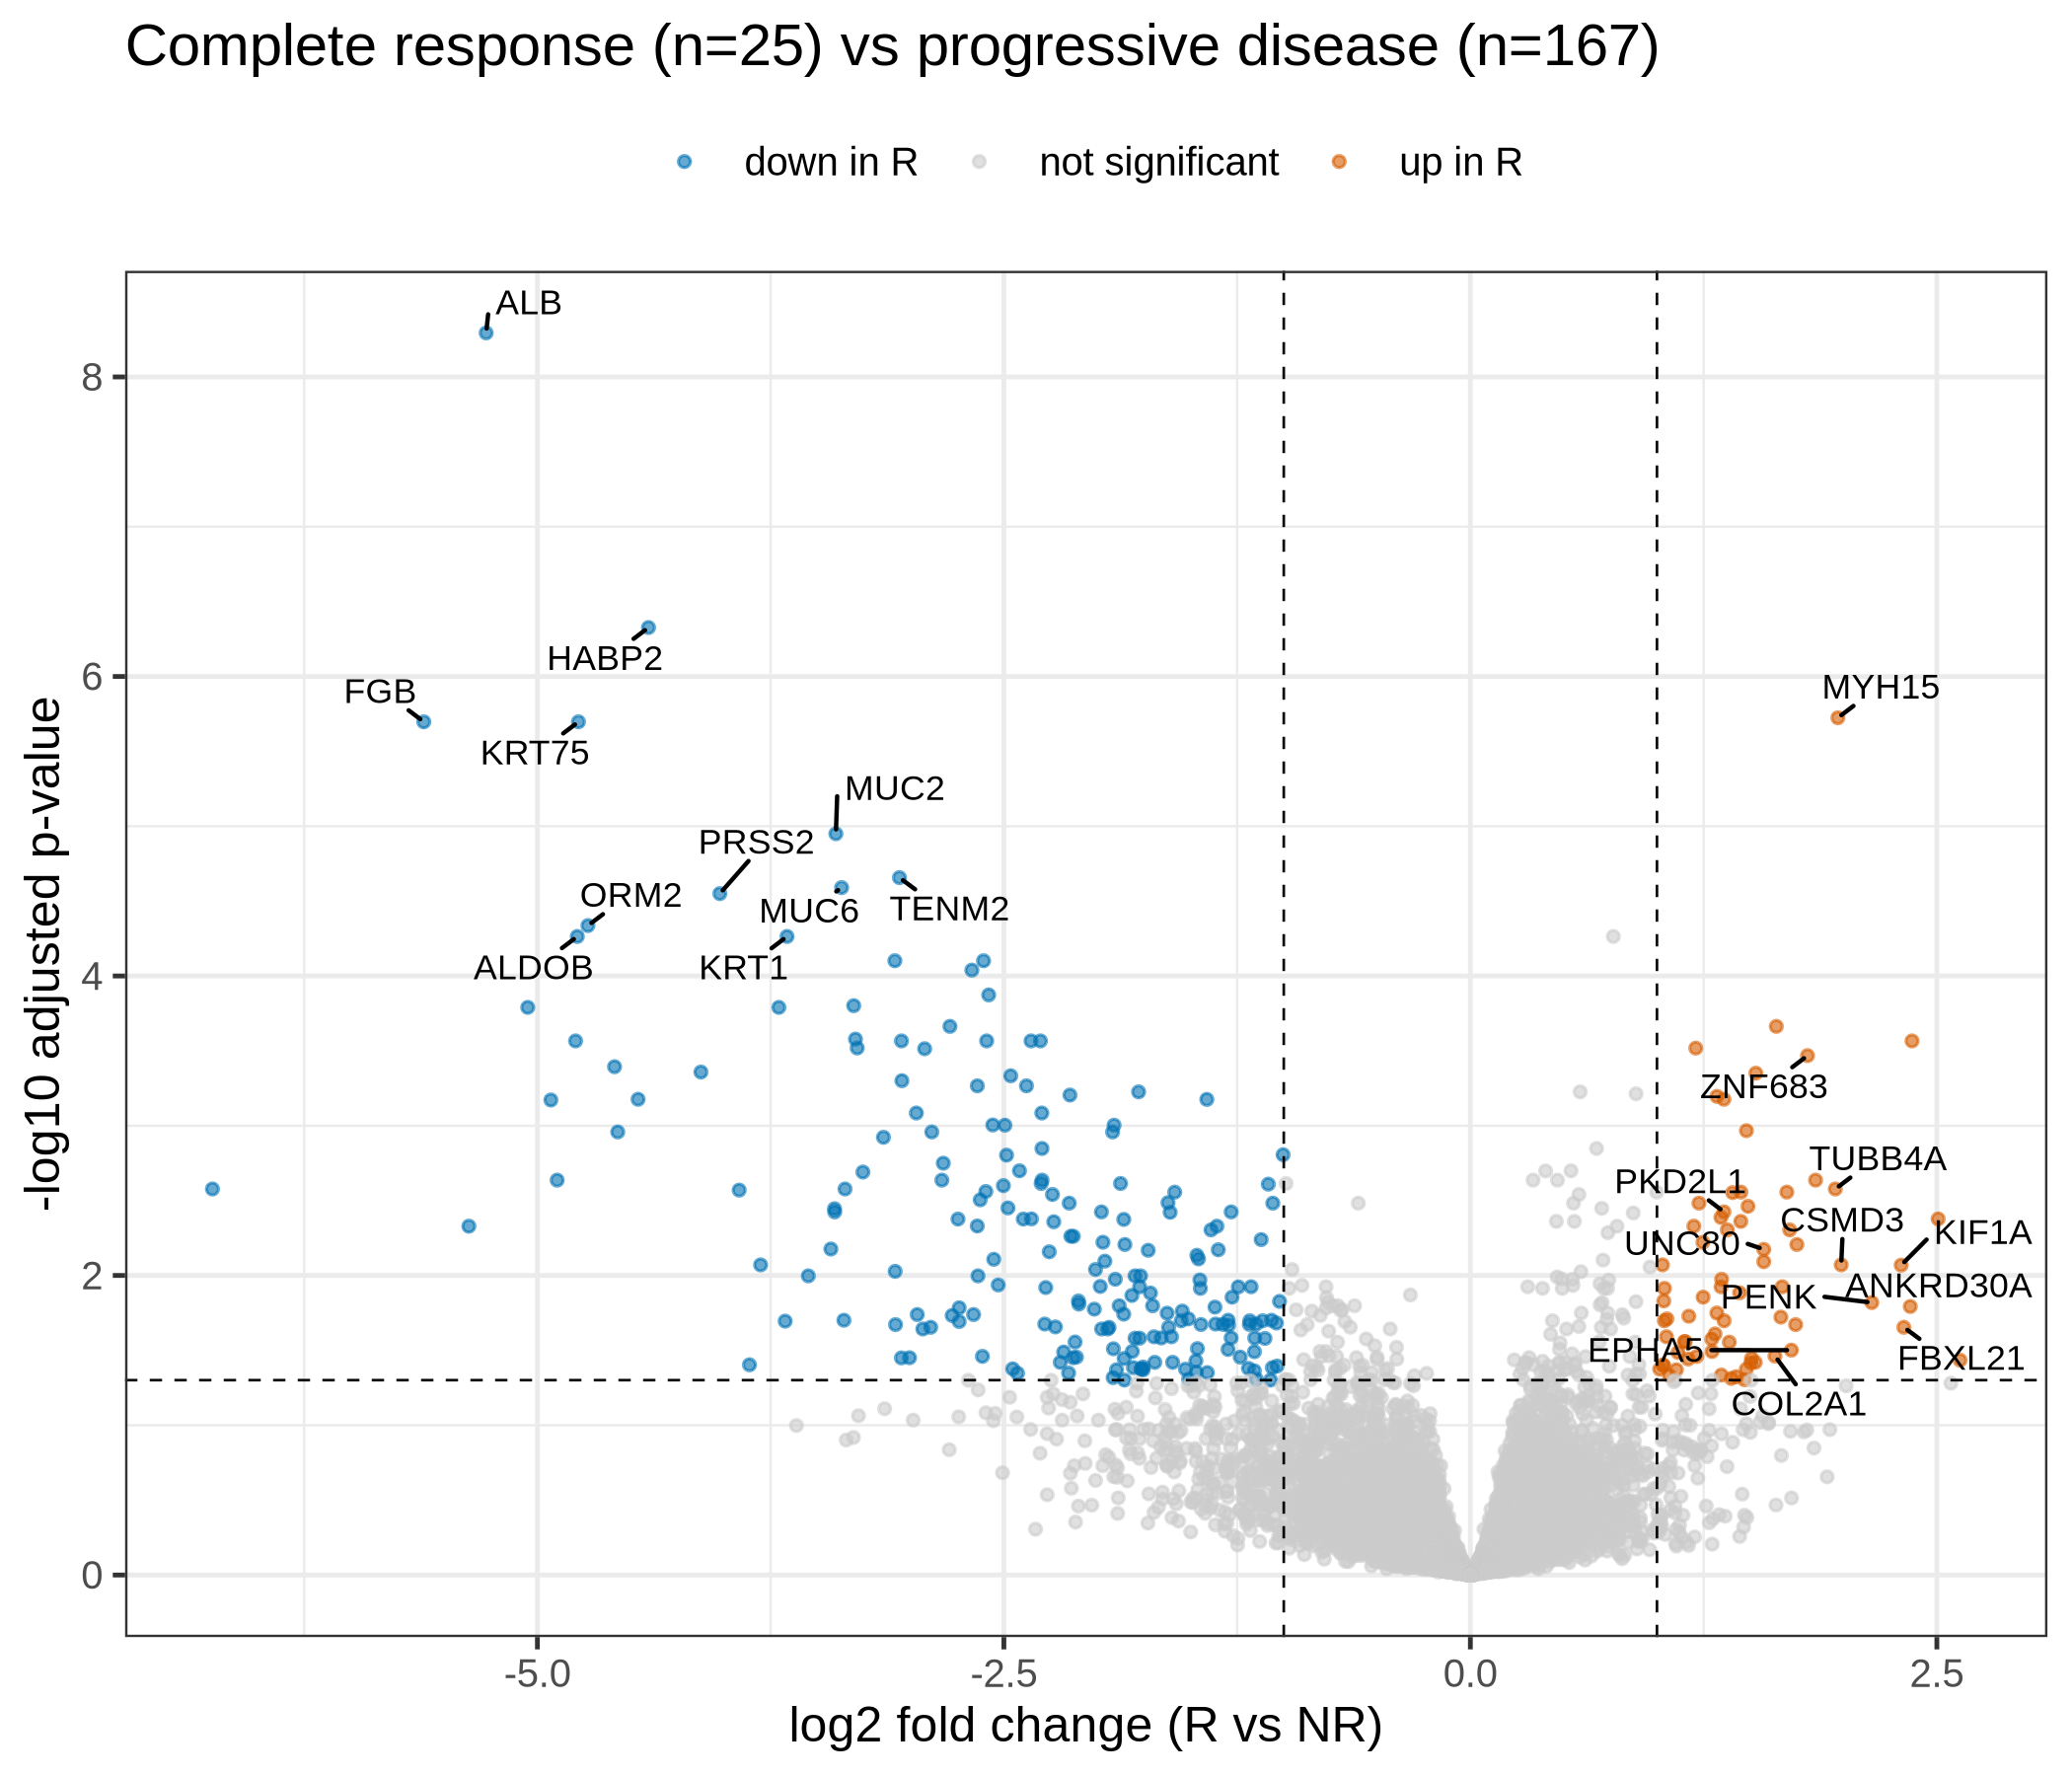 Complete response (n=25) vs progressive disease (n=167)
down in R not significant up in R
ALB
8
HABP2
6
FGB
MYH15
KRT75
MUC2
PRSS2
ORM2
MUC6
TENM2
ALDOB
KRT1
4
ZNF683
TUBB4A
PKD2L1
CSMD3
KIF1A
UNC80
2
ANKRD30A
PENK
EPHA5
FBXL21
COL2A1
0
-log10 adjusted p-value
-5.0 -2.5 0.0 2.5
log2 fold change (R vs NR)